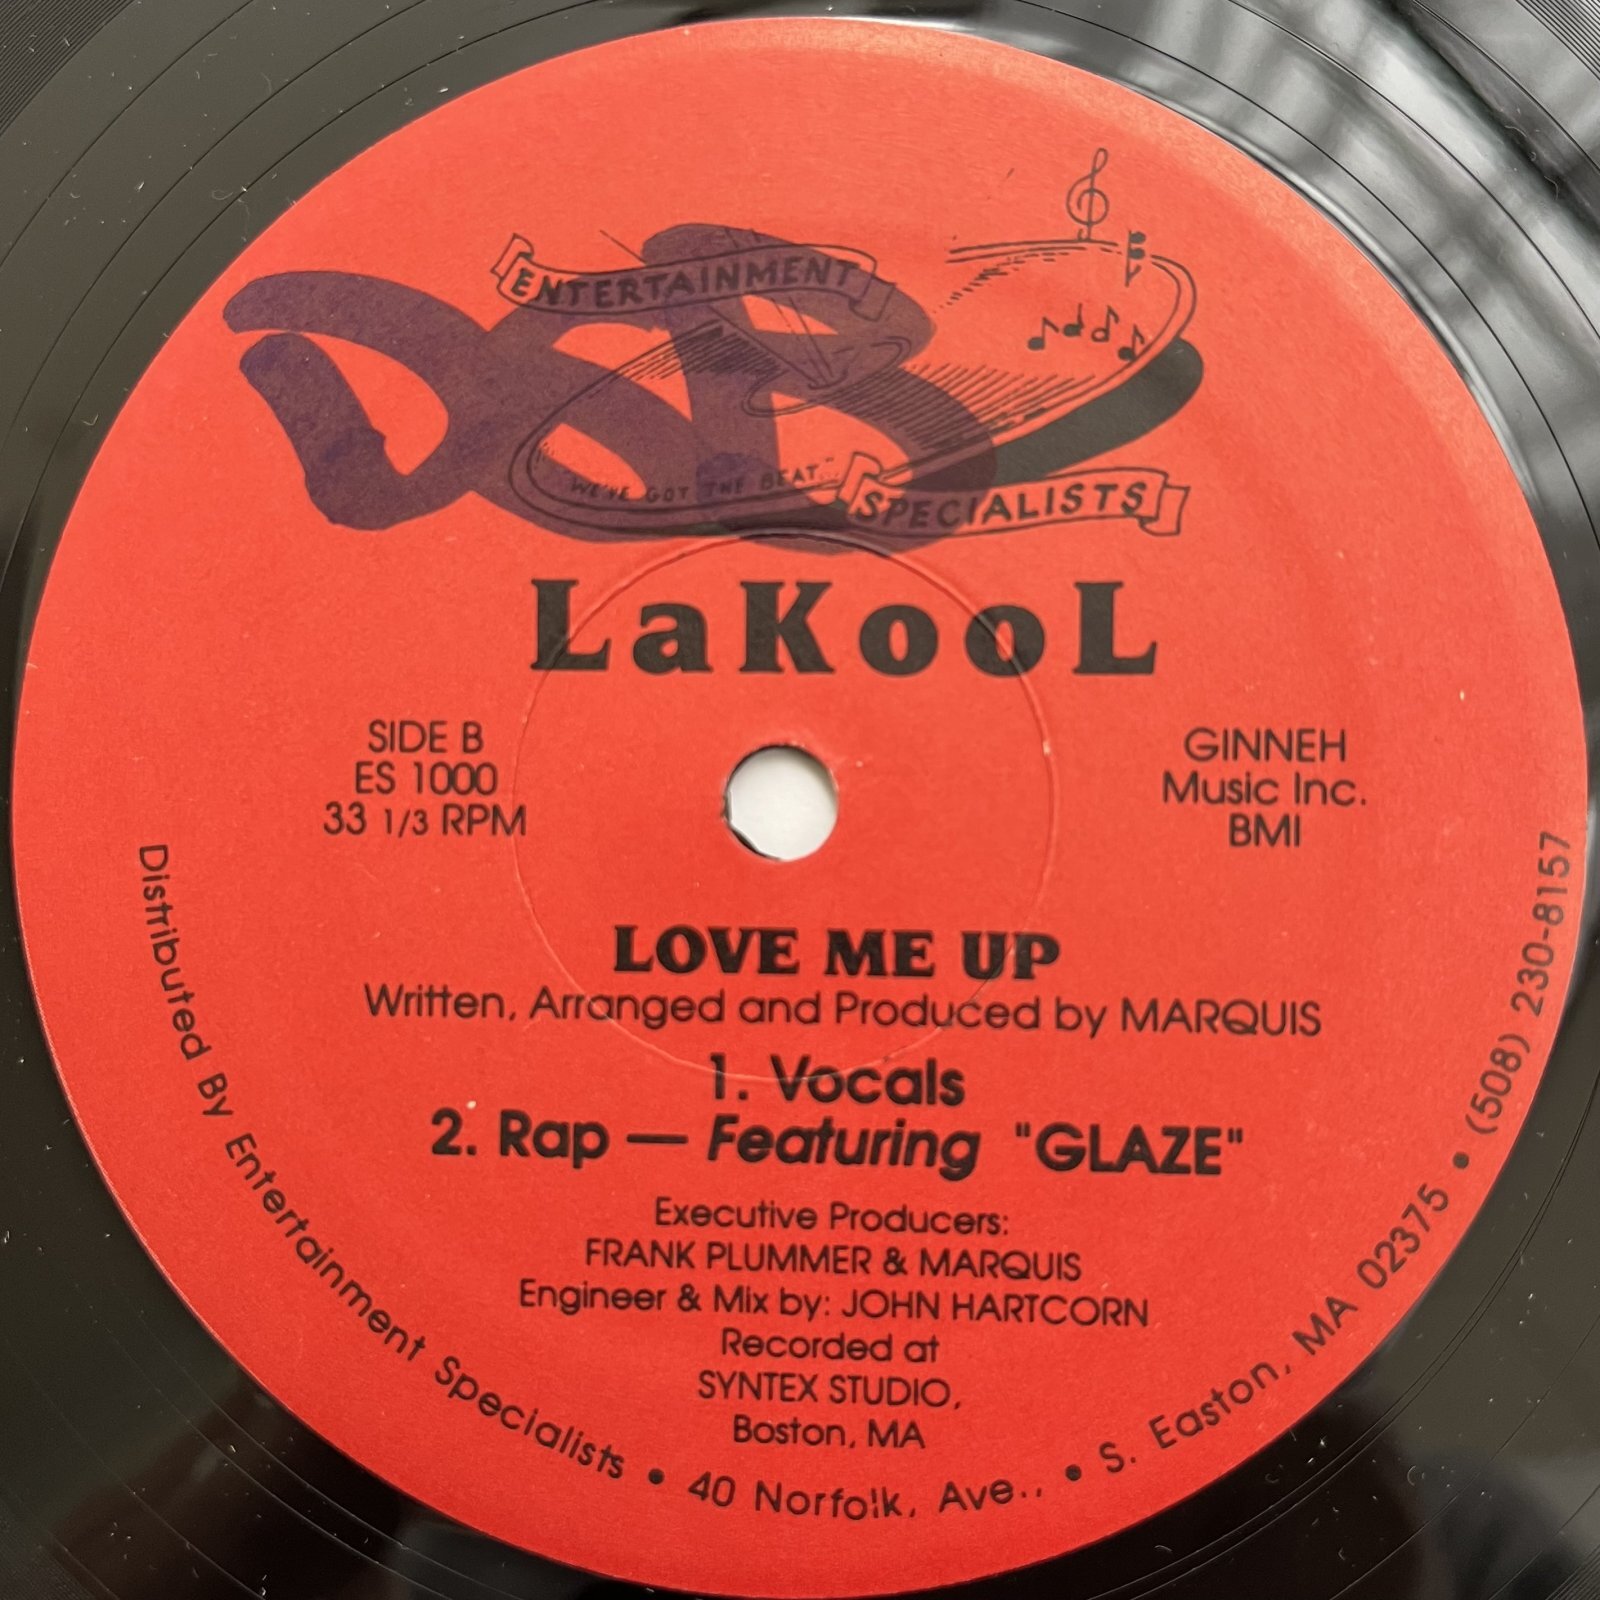 ENTERTAINMENT
"WE'VE GOT THE BEAT..."
SPECIALISTS
LaKooL
SIDE B
ES 1000
33 1/3 RPM
GINNEH
Music Inc.
BMI
LOVE ME UP
Written, Arranged and Produced by MARQUIS
1. Vocals
2. Rap — Featuring "GLAZE"
Executive Producers:
FRANK PLUMMER & MARQUIS
Engineer & Mix by: JOHN HARTCORN
Recorded at
SYNTEX STUDIO,
Boston, MA
Distributed By Entertainment Specialists • 40 Norfolk, Ave., • S. Easton, MA 02375 • (508) 230-8157